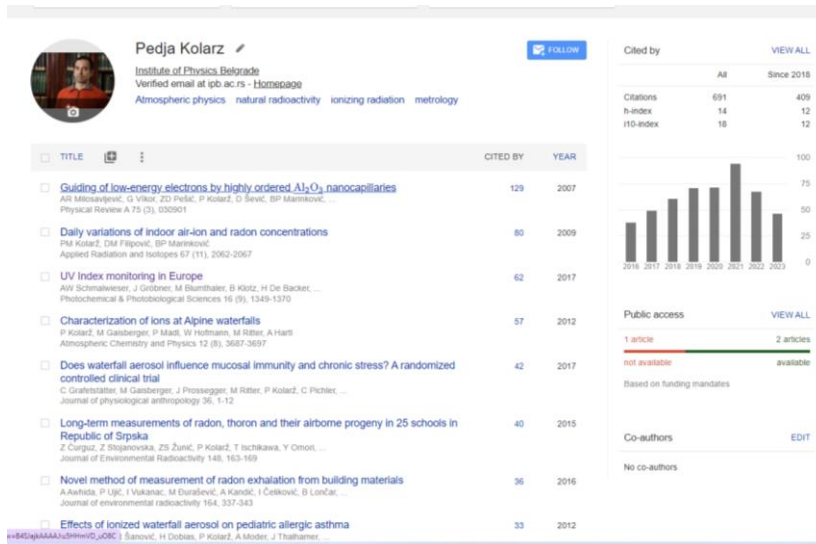 Pedja Kolarz
FOLLOW
Institute of Physics Belgrade
Verified email at ipb.ac.rs - Homepage
Atmospheric physics natural radioactivity ionizing radiation metrology
TITLE CITED BY YEAR
Guiding of low-energy electrons by highly ordered Al2O3 nanocapillaries 129 2007
AR Milosavljević, G Víkor, ZD Pešić, P Kolarž, D Šević, BP Marinković, ...
Physical Review A 75 (3), 030901
Daily variations of indoor air-ion and radon concentrations 80 2009
PM Kolarž, DM Filipović, BP Marinković
Applied Radiation and Isotopes 67 (11), 2062-2067
UV Index monitoring in Europe 62 2017
AW Schmalwieser, J Gröbner, M Blumthaler, B Klotz, H De Backer, ...
Photochemical & Photobiological Sciences 16 (9), 1349-1370
Characterization of ions at Alpine waterfalls 57 2012
P Kolarž, M Gaisberger, P Madl, W Hofmann, M Ritter, A Hartl
Atmospheric Chemistry and Physics 12 (8), 3687-3697
Does waterfall aerosol influence mucosal immunity and chronic stress? A randomized 42 2017
controlled clinical trial
C Grafetstätter, M Gaisberger, J Prossegger, M Ritter, P Kolarž, C Pichler, ...
Journal of physiological anthropology 36, 1-12
Long-term measurements of radon, thoron and their airborne progeny in 25 schools in 40 2015
Republic of Srpska
Z Ćurguz, Z Stojanovska, ZS Žunić, P Kolarž, T Ischikawa, Y Omori, ...
Journal of Environmental Radioactivity 148, 163-169
Novel method of measurement of radon exhalation from building materials 36 2016
A Awhida, P Ujić, I Vukanac, M Đurašević, A Kandić, I Čeliković, B Lončar, ...
Journal of environmental radioactivity 164, 337-343
Effects of ionized waterfall aerosol on pediatric allergic asthma 33 2012
Šanović, H Dobias, P Kolarž, A Moder, J Thalhamer, ...
Cited by VIEW ALL
All Since 2018
Citations 691 409
h-index 14 12
i10-index 18 12
100
75
50
25
0
2016 2017 2018 2019 2020 2021 2022 2023
Public access VIEW ALL
1 article 2 articles
not available available
Based on funding mandates
Co-authors EDIT
No co-authors